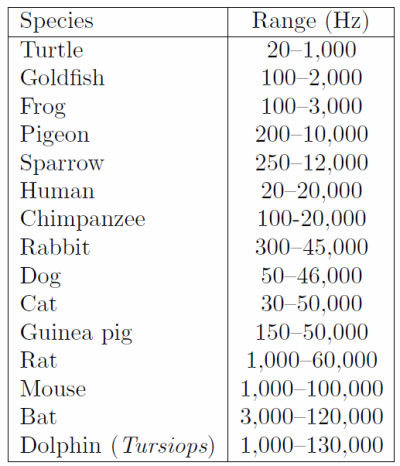 Species Range (Hz)
Turtle 20–1,000
Goldfish 100–2,000
Frog 100–3,000
Pigeon 200–10,000
Sparrow 250–12,000
Human 20–20,000
Chimpanzee 100-20,000
Rabbit 300–45,000
Dog 50–46,000
Cat 30–50,000
Guinea pig 150–50,000
Rat 1,000–60,000
Mouse 1,000–100,000
Bat 3,000–120,000
Dolphin (Tursiops) 1,000–130,000